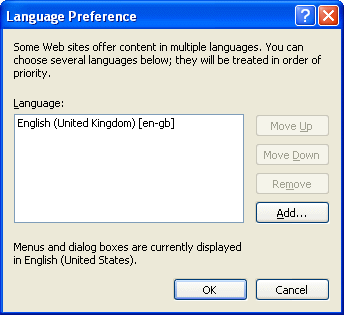 Language Preference
Some Web sites offer content in multiple languages. You can
choose several languages below; they will be treated in order of
priority.
Language:
English (United Kingdom) [en-gb]
Move Up
Move Down
Remove
Add...
Menus and dialog boxes are currently displayed
in English (United States).
OK
Cancel